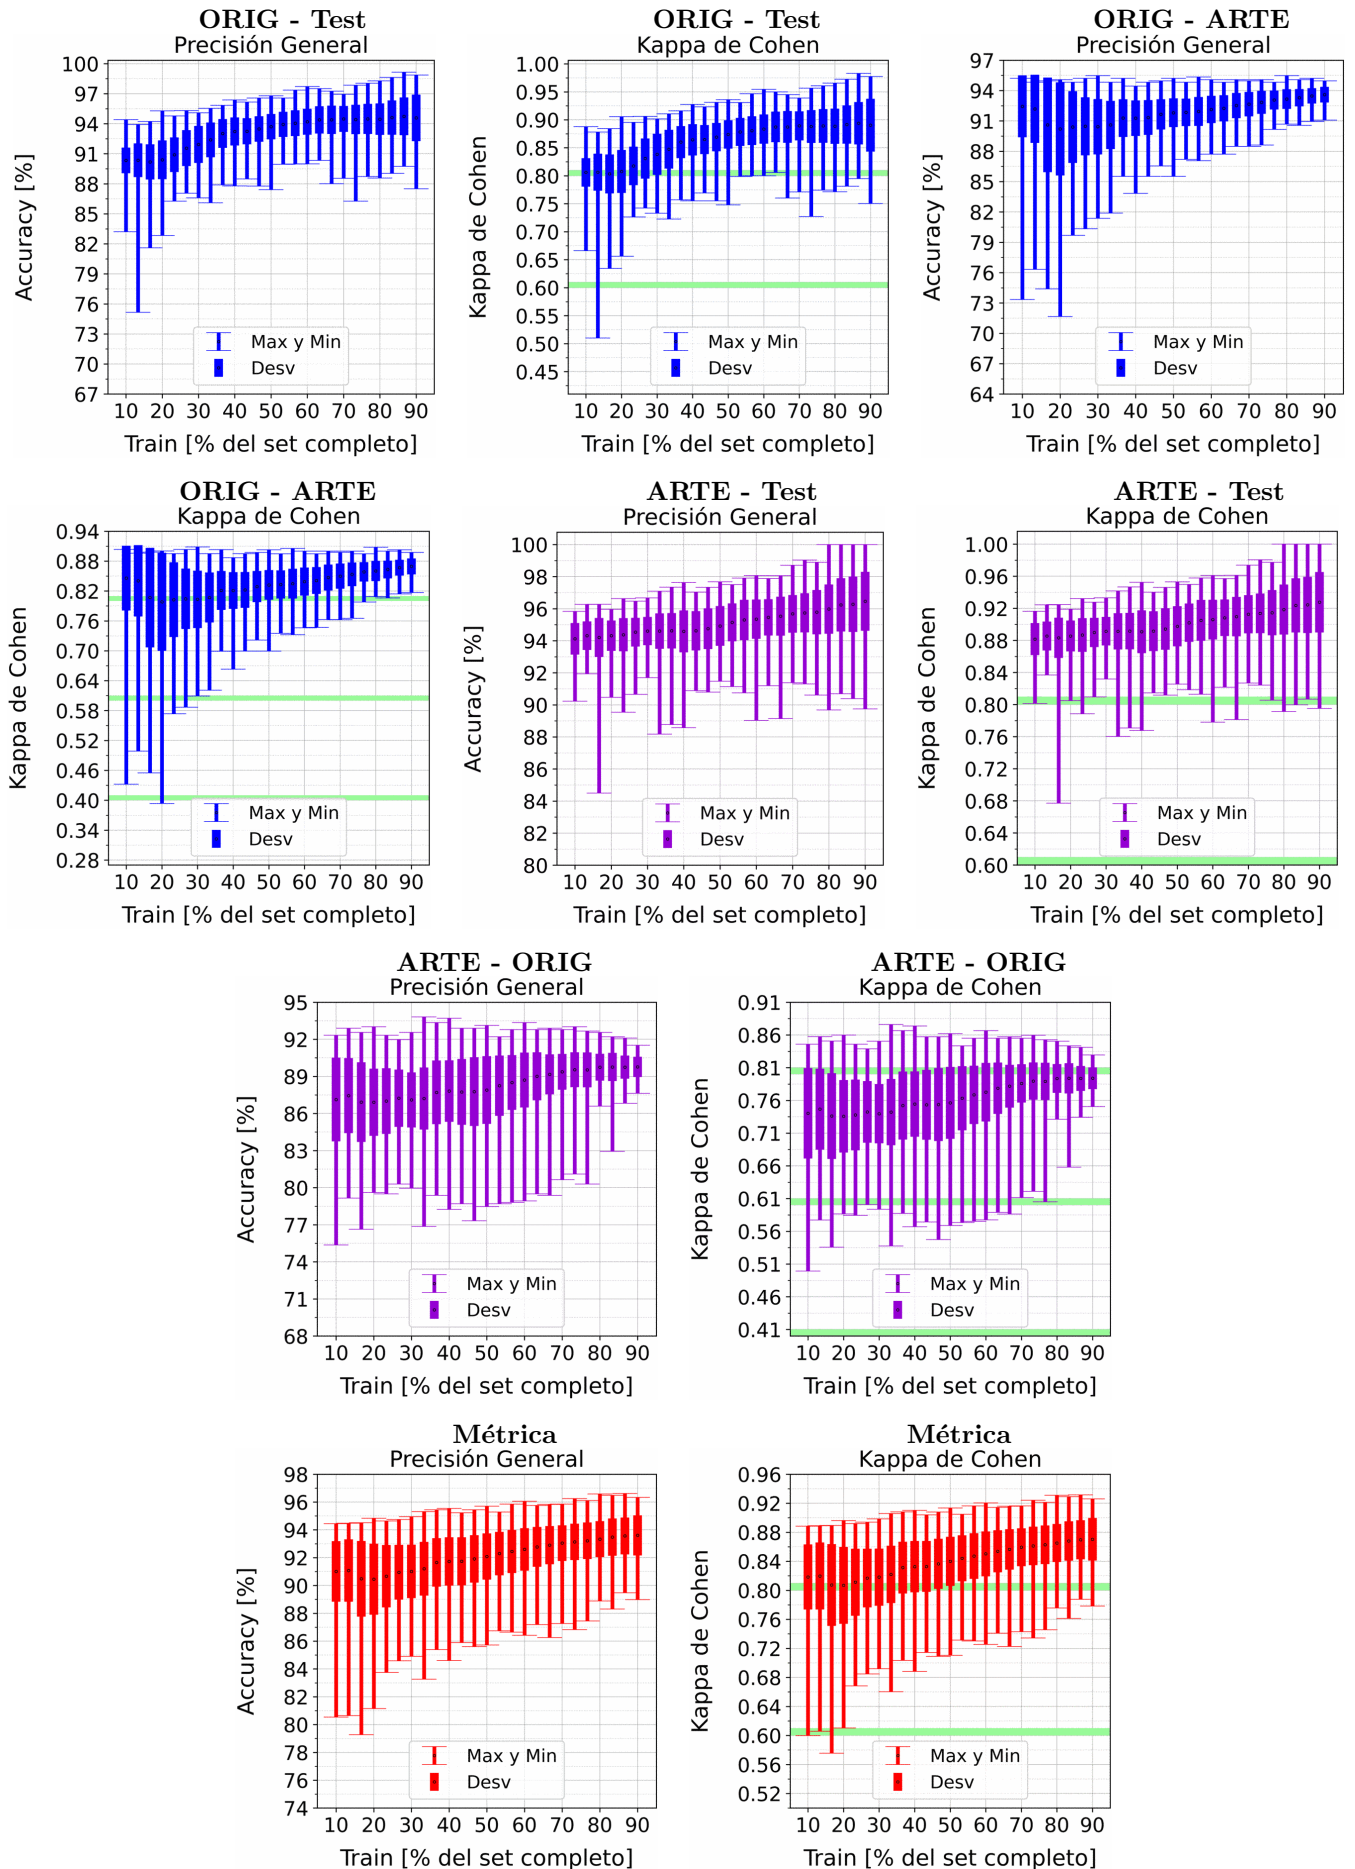 ORIG - Test
Precisión General
100
97
94
91
88
85
82
79
76
73
70
67
Accuracy [%]
Max y Min
Desv
10 20 30 40 50 60 70 80 90
Train [% del set completo]
ORIG - Test
Kappa de Cohen
1.00
0.95
0.90
0.85
0.80
0.75
0.70
0.65
0.60
0.55
0.50
0.45
Kappa de Cohen
Max y Min
Desv
10 20 30 40 50 60 70 80 90
Train [% del set completo]
ORIG - ARTE
Precisión General
97
94
91
88
85
82
79
76
73
70
67
64
Accuracy [%]
Max y Min
Desv
10 20 30 40 50 60 70 80 90
Train [% del set completo]
ORIG - ARTE
Kappa de Cohen
0.94
0.88
0.82
0.76
0.70
0.64
0.58
0.52
0.46
0.40
0.34
0.28
Kappa de Cohen
Max y Min
Desv
10 20 30 40 50 60 70 80 90
Train [% del set completo]
ARTE - Test
Precisión General
100
98
96
94
92
90
88
86
84
82
80
Accuracy [%]
Max y Min
Desv
10 20 30 40 50 60 70 80 90
Train [% del set completo]
ARTE - Test
Kappa de Cohen
1.00
0.96
0.92
0.88
0.84
0.80
0.76
0.72
0.68
0.64
0.60
Kappa de Cohen
Max y Min
Desv
10 20 30 40 50 60 70 80 90
Train [% del set completo]
ARTE - ORIG
Precisión General
95
92
89
86
83
80
77
74
71
68
Accuracy [%]
Max y Min
Desv
10 20 30 40 50 60 70 80 90
Train [% del set completo]
ARTE - ORIG
Kappa de Cohen
0.91
0.86
0.81
0.76
0.71
0.66
0.61
0.56
0.51
0.46
0.41
Kappa de Cohen
Max y Min
Desv
10 20 30 40 50 60 70 80 90
Train [% del set completo]
Métrica
Precisión General
98
96
94
92
90
88
86
84
82
80
78
76
74
Accuracy [%]
Max y Min
Desv
10 20 30 40 50 60 70 80 90
Train [% del set completo]
Métrica
Kappa de Cohen
0.96
0.92
0.88
0.84
0.80
0.76
0.72
0.68
0.64
0.60
0.56
0.52
Kappa de Cohen
Max y Min
Desv
10 20 30 40 50 60 70 80 90
Train [% del set completo]